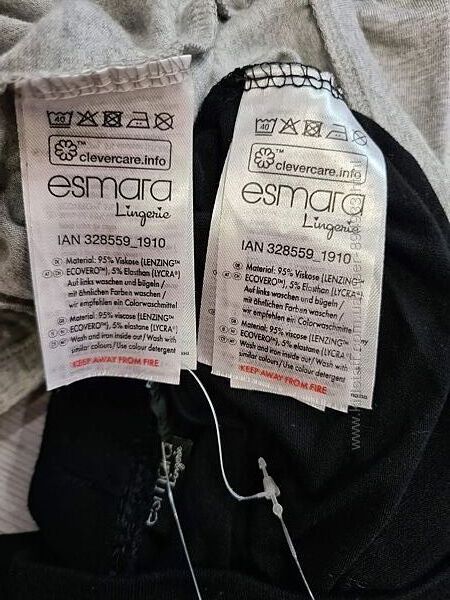 40
clevercare.info
esmara
Lingerie
IAN 328559_1910
Material: 95% Viskose (LENZING™
ECOVERO™), 5% Elasthan (LYCRA®)
Auf links waschen und bügeln /
mit ähnlichen Farben waschen /
wir empfehlen ein Colorwaschmittel
Material: 95% viscose (LENZING™
ECOVERO™), 5% elastane (LYCRA®)
Wash and iron inside out / Wash with
similar colours / Use colour detergent
KEEP AWAY FROM FIRE
40
clevercare.info
esmara
Lingerie
IAN 328559_1910
Material: 95% Viskose (LENZING™
ECOVERO™), 5% Elasthan (LYCRA®)
Auf links waschen und bügeln /
mit ähnlichen Farben waschen /
wir empfehlen ein Colorwaschmittel
Material: 95% viscose (LENZING™
ECOVERO™), 5% elastane (LYCRA®)
Wash and iron inside out / Wash with
similar colours / Use colour detergent
KEEP AWAY FROM FIRE
esmara
Lingerie